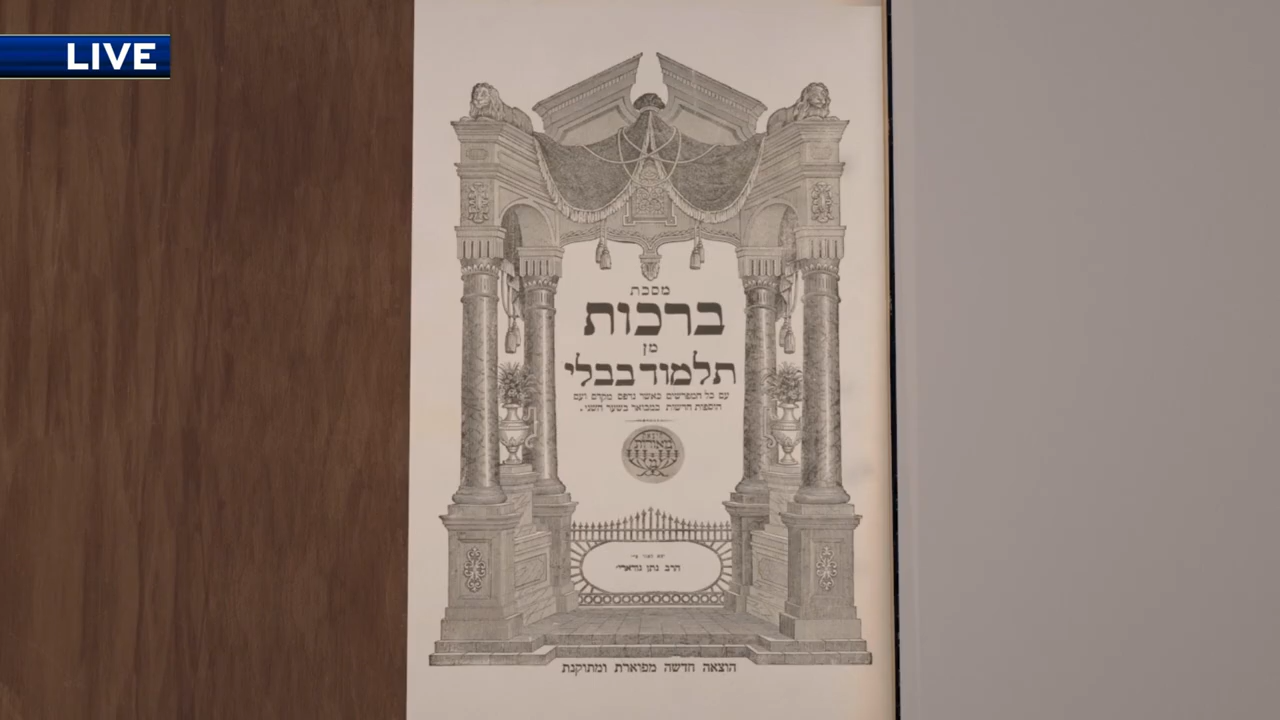 LIVE
מסכת
ברכות
מן
תלמוד בבלי
עם כל המפרשים כאשר נדפס מקדם ועם
הוספות חדשות כמבואר בשער השני.
מאורות
הרב נתן
הוצאה חדשה מפוארת ומתוקנת